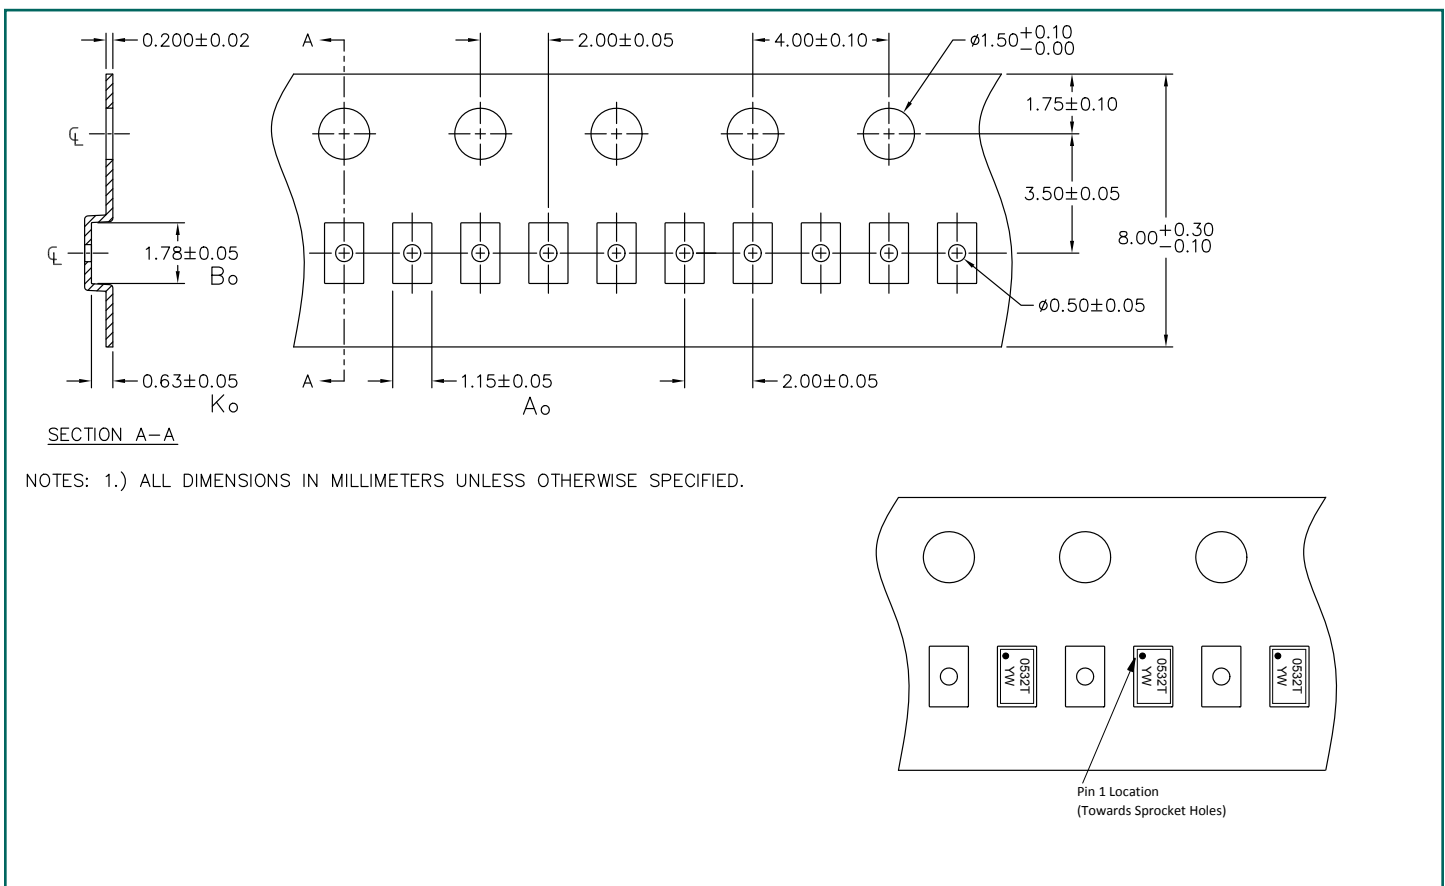 0.200±0.02
A
2.00±0.05
4.00±0.10
ø1.50+0.10
−0.00
1.75±0.10
℄
3.50±0.05
8.00+0.30
−0.10
℄
1.78±0.05
Bo
ø0.50±0.05
0.63±0.05
Ko
A
1.15±0.05
Ao
2.00±0.05
SECTION A−A
NOTES: 1.) ALL DIMENSIONS IN MILLIMETERS UNLESS OTHERWISE SPECIFIED.
0532T
YW
0532T
YW
0532T
YW
Pin 1 Location
(Towards Sprocket Holes)